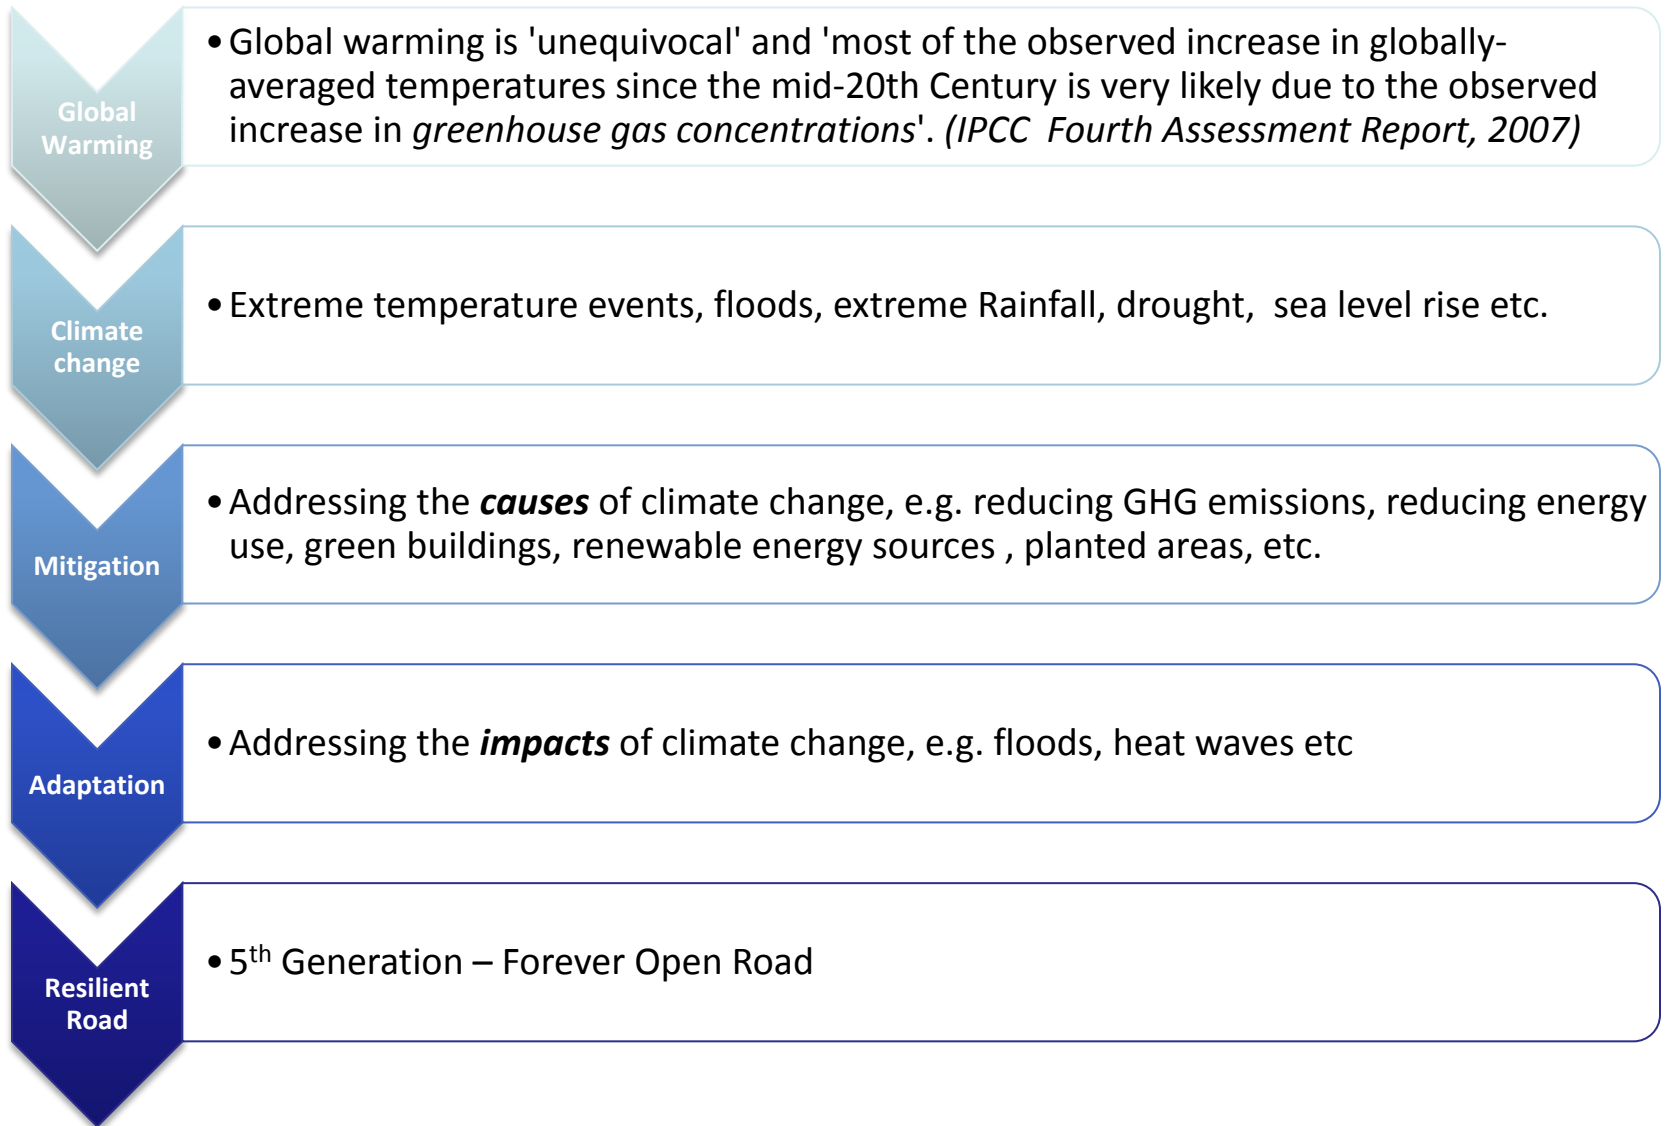 Global
Warming
•Global warming is 'unequivocal' and 'most of the observed increase in globally-
averaged temperatures since the mid-20th Century is very likely due to the observed
increase in greenhouse gas concentrations'. (IPCC  Fourth Assessment Report, 2007)
Climate
change
•Extreme temperature events, floods, extreme Rainfall, drought,  sea level rise etc.
Mitigation
•Addressing the causes of climate change, e.g. reducing GHG emissions, reducing energy
use, green buildings, renewable energy sources , planted areas, etc.
Adaptation
•Addressing the impacts of climate change, e.g. floods, heat waves etc
Resilient
Road
•5th Generation – Forever Open Road